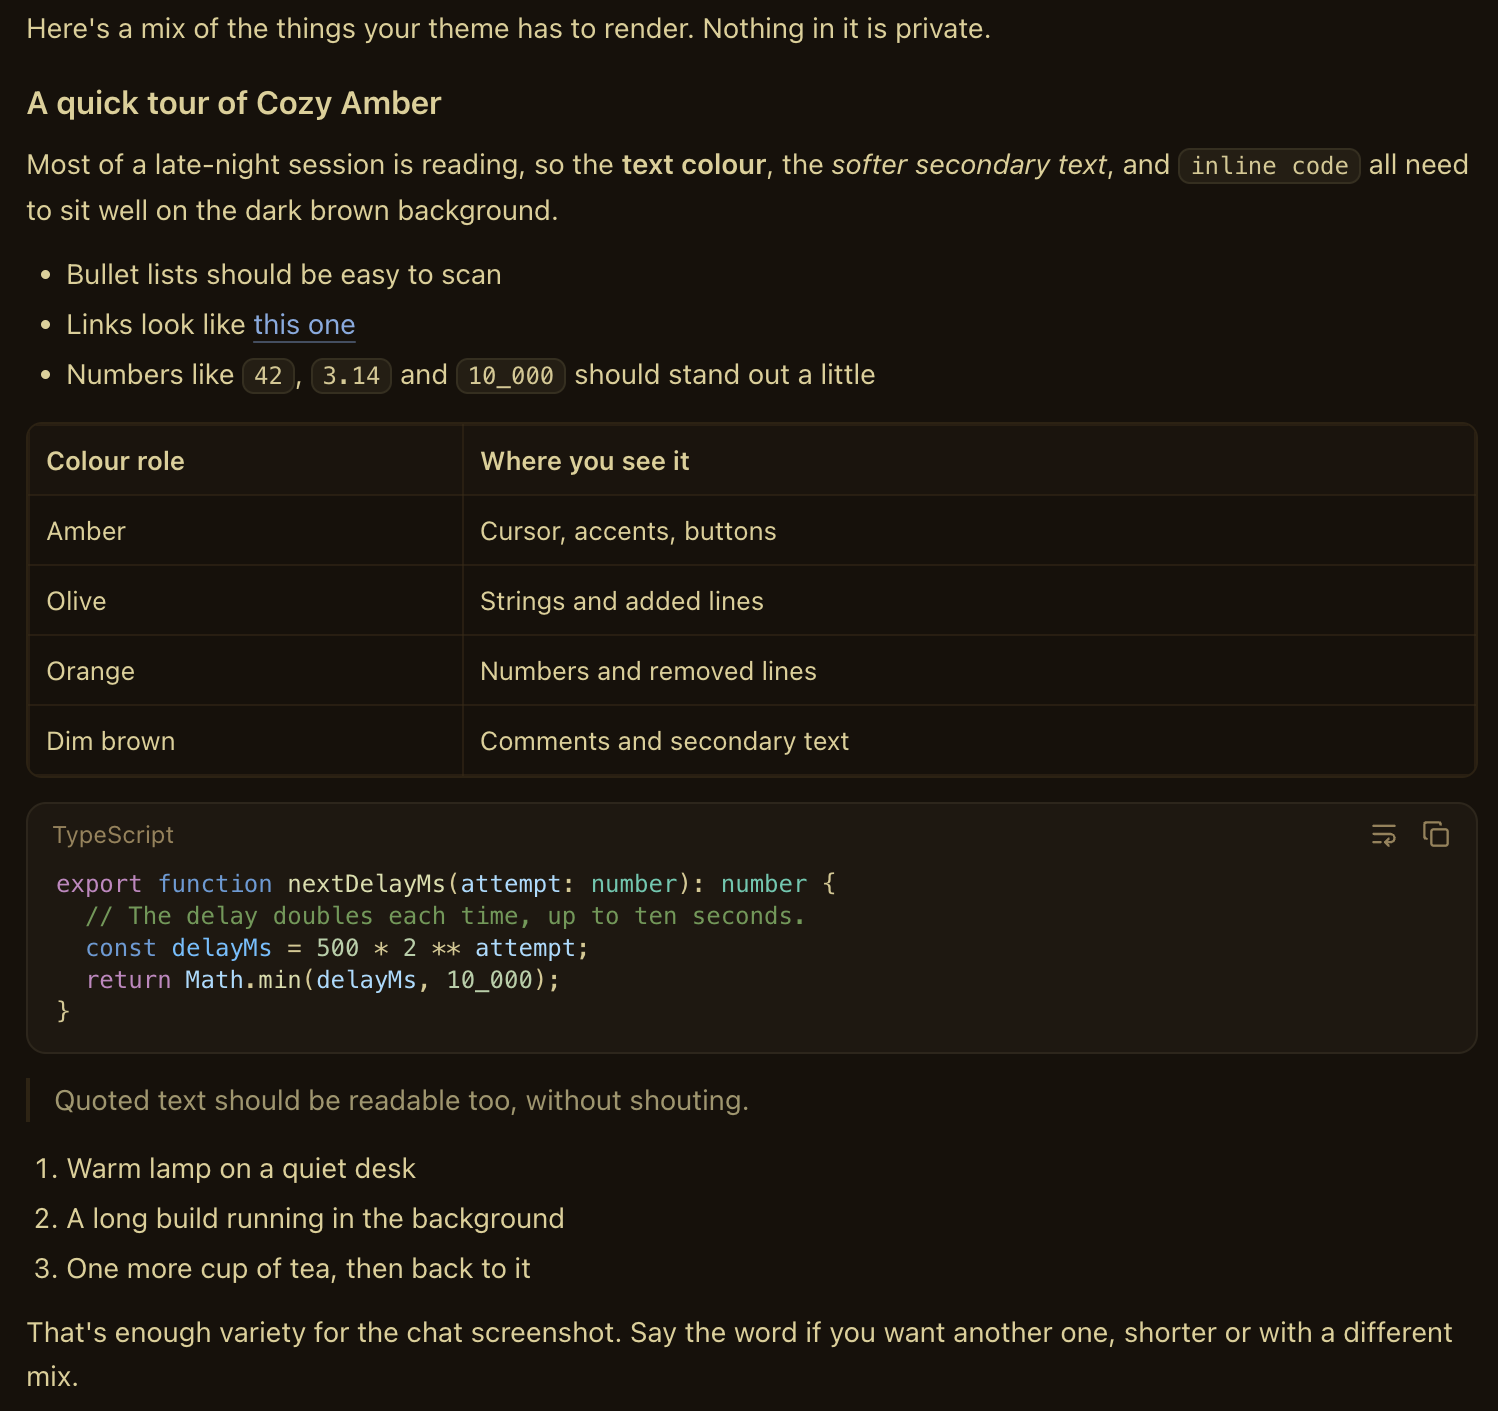 Here's a mix of the things your theme has to render. Nothing in it is private.
A quick tour of Cozy Amber
Most of a late-night session is reading, so the text colour, the softer secondary text, and inline code all need
to sit well on the dark brown background.
• Bullet lists should be easy to scan
• Links look like this one
• Numbers like 42, 3.14 and 10_000 should stand out a little
Colour role Where you see it
Amber Cursor, accents, buttons
Olive Strings and added lines
Orange Numbers and removed lines
Dim brown Comments and secondary text
TypeScript
export function nextDelayMs(attempt: number): number {
  // The delay doubles each time, up to ten seconds.
  const delayMs = 500 * 2 ** attempt;
  return Math.min(delayMs, 10_000);
}
Quoted text should be readable too, without shouting.
1. Warm lamp on a quiet desk
2. A long build running in the background
3. One more cup of tea, then back to it
That's enough variety for the chat screenshot. Say the word if you want another one, shorter or with a different
mix.